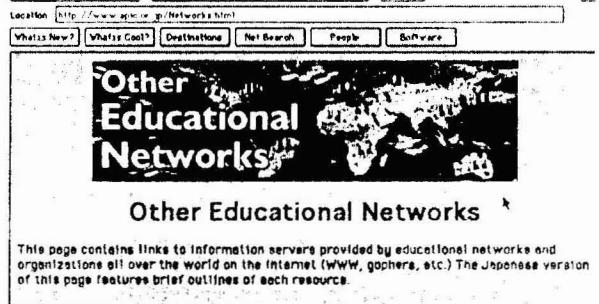 Location http://www.apic.or.jp/Networks.html
What's New? What's Cool? Destinations Net Search People Software
Other
Educational
Networks
Other Educational Networks
This page contains links to information servers provided by educational networks and
organizations all over the world on the Internet (WWW, gophers, etc.) The Japanese version
of this page features brief outlines of each resource.